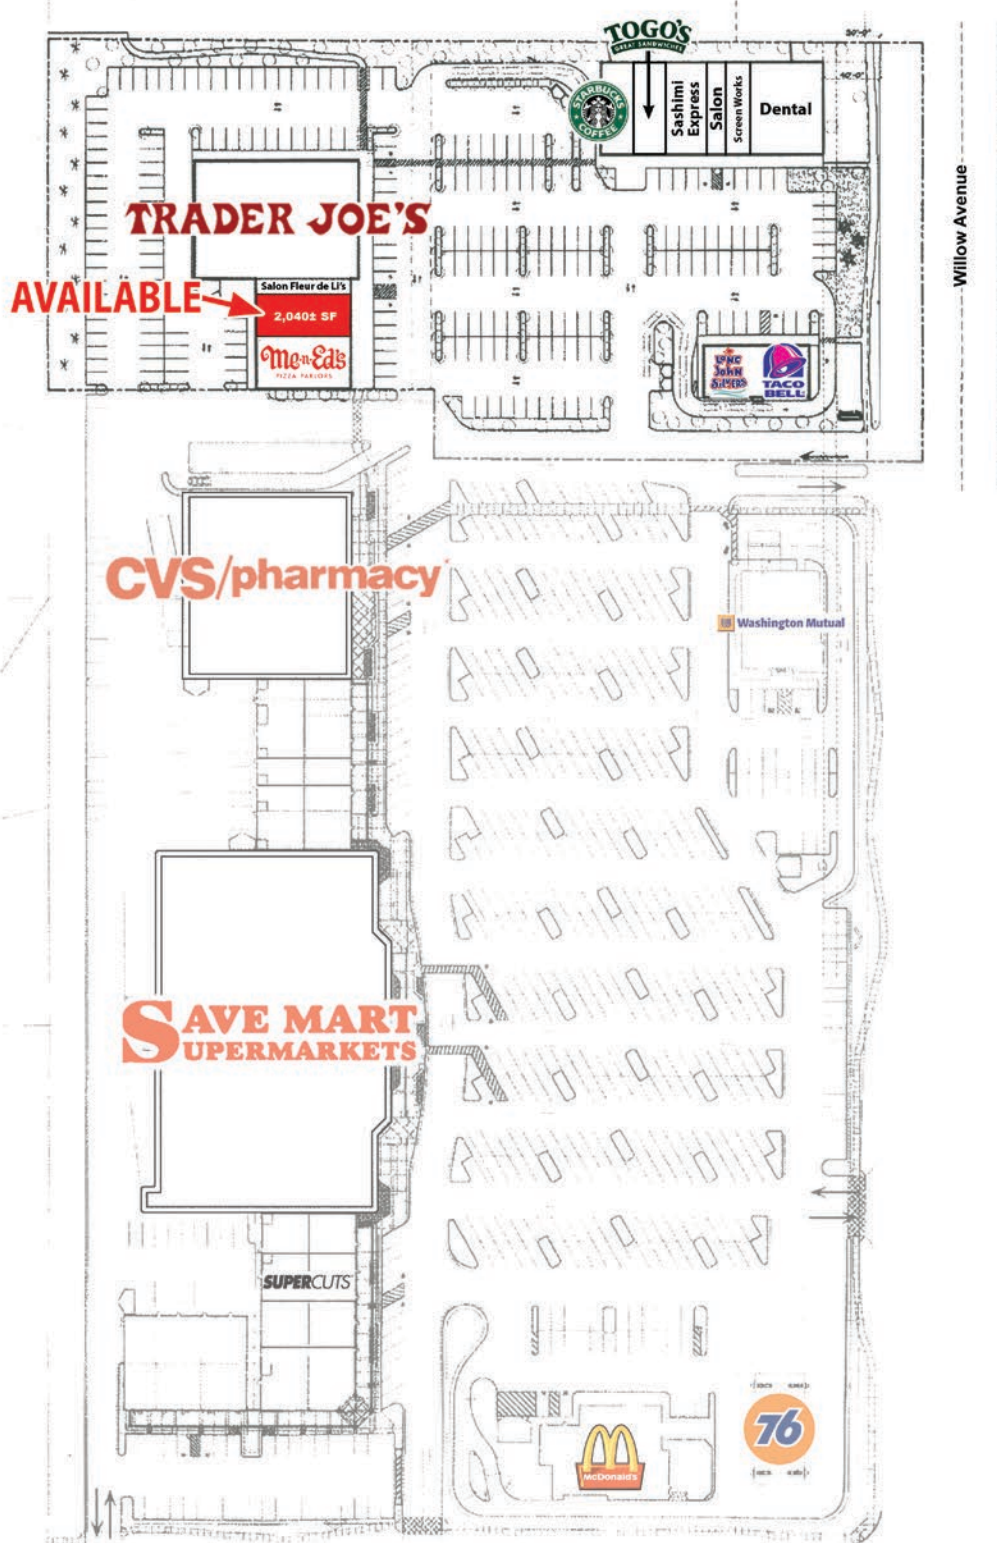 TOGO'S
GREAT SANDWICHES
STARBUCKS
COFFEE
Sashimi
Express
Salon
Screen Works
Dental
Willow Avenue
TRADER JOE'S
Salon Fleur de Li's
AVAILABLE
2,040± SF
Me-n-Ed's
PIZZA PARLORS
LONG
JOHN
SILVER'S
TACO
BELL
CVS/pharmacy
Washington Mutual
SAVE MART
SUPERMARKETS
SUPERCUTS
McDonald's
76